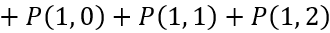 + P(1,0) + P(1,1) + P(1,2)